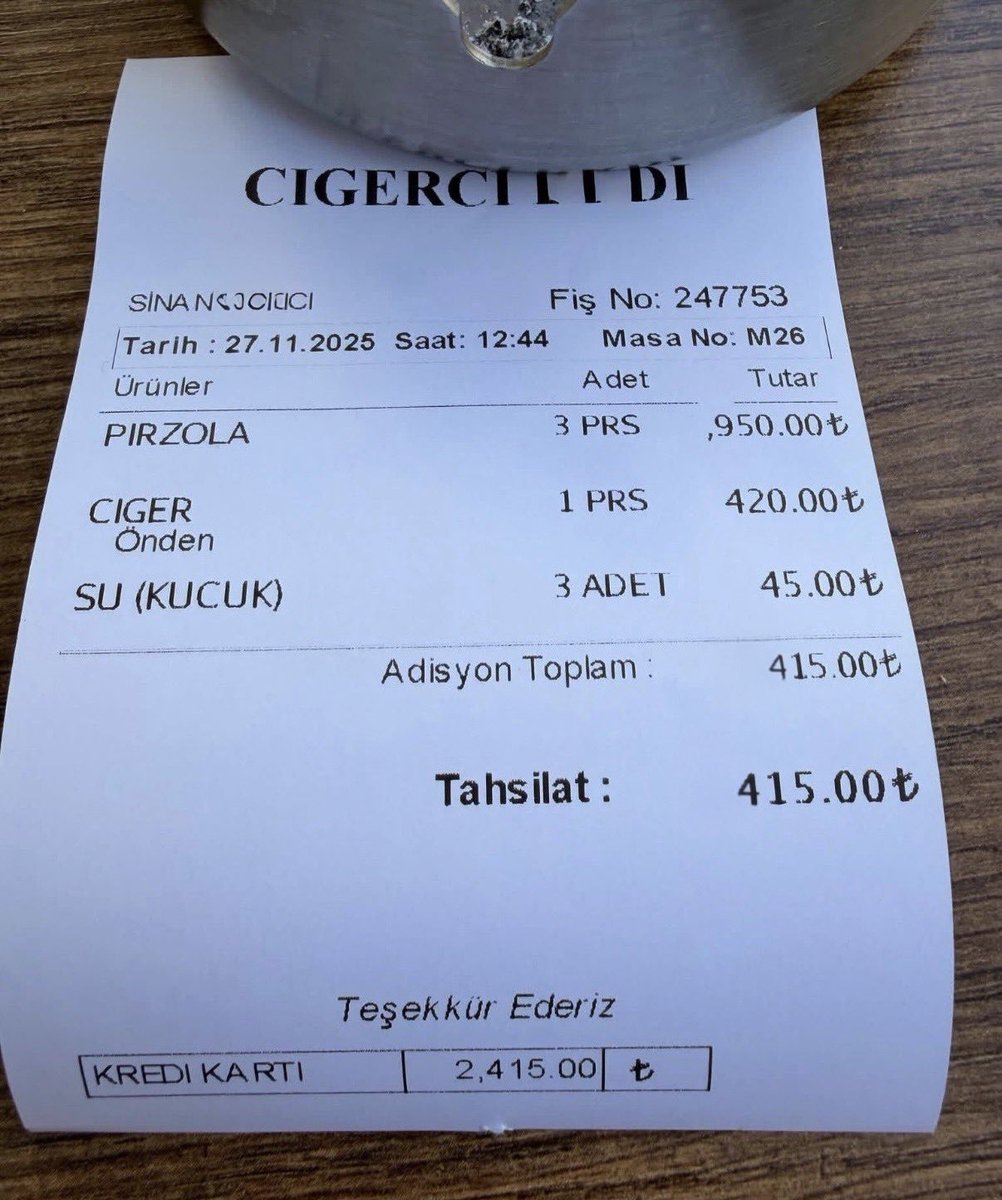 CIGERCI
Fiş No: 247753
Tarih : 27.11.2025 Saat: 12:44 Masa No: M26
Ürünler Adet Tutar
PIRZOLA 3 PRS ,950.00₺
CIGER 1 PRS 420.00₺
Önden
SU (KUCUK) 3 ADET 45.00₺
Adisyon Toplam : 415.00₺
Tahsilat : 415.00₺
Teşekkür Ederiz
KREDI KARTI 2,415.00 ₺